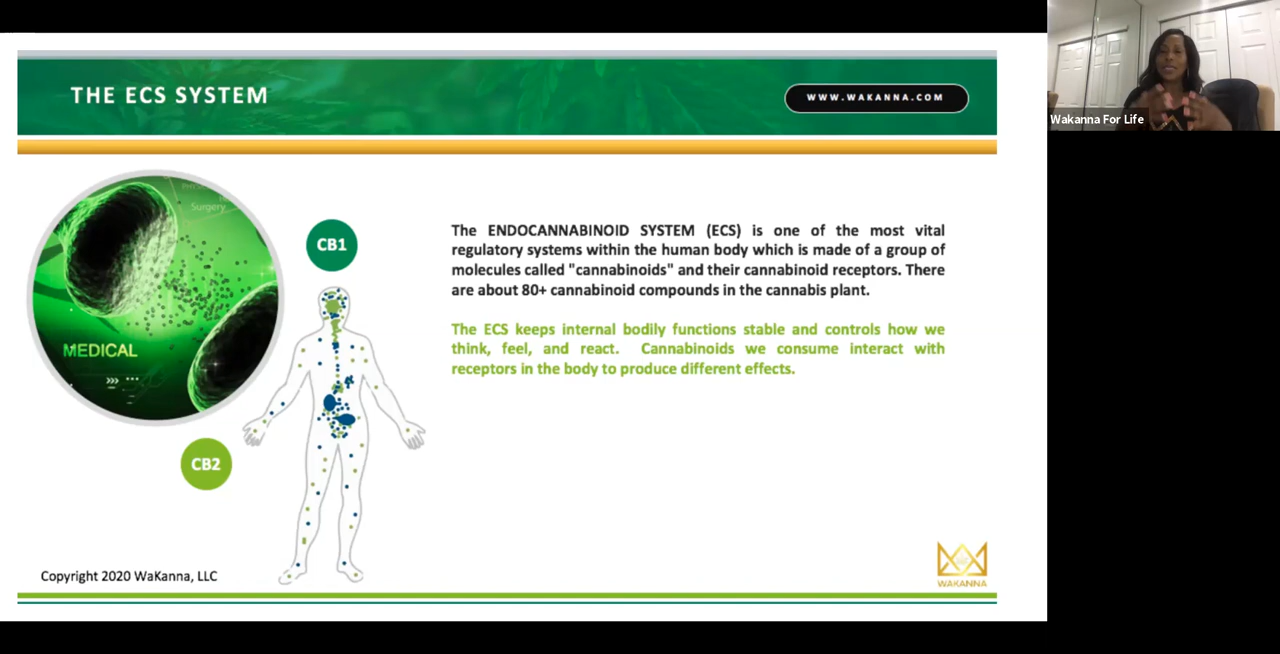 THE ECS SYSTEM
WWW.WAKANNA.COM
Wakanna For Life
Surgery
MEDICAL
CB1
CB2
The ENDOCANNABINOID SYSTEM (ECS) is one of the most vital
regulatory systems within the human body which is made of a group of
molecules called "cannabinoids" and their cannabinoid receptors. There
are about 80+ cannabinoid compounds in the cannabis plant.
The ECS keeps internal bodily functions stable and controls how we
think, feel, and react. Cannabinoids we consume interact with
receptors in the body to produce different effects.
Copyright 2020 WaKanna, LLC
WAKANNA